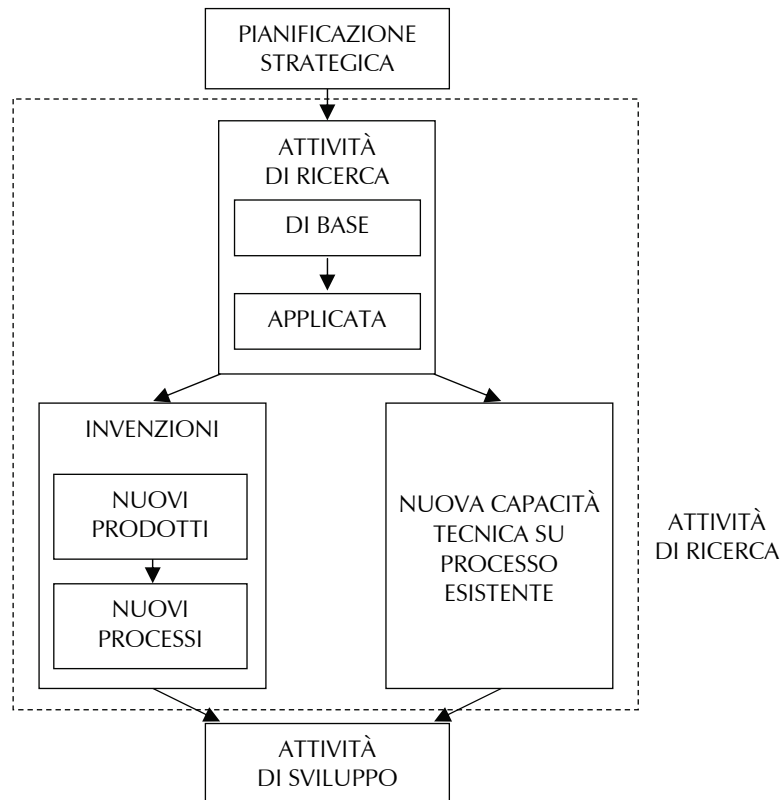 PIANIFICAZIONE
STRATEGICA
ATTIVITÀ
DI RICERCA
DI BASE
APPLICATA
INVENZIONI
NUOVI
PRODOTTI
NUOVI
PROCESSI
NUOVA CAPACITÀ
TECNICA SU
PROCESSO
ESISTENTE
ATTIVITÀ
DI RICERCA
ATTIVITÀ
DI SVILUPPO